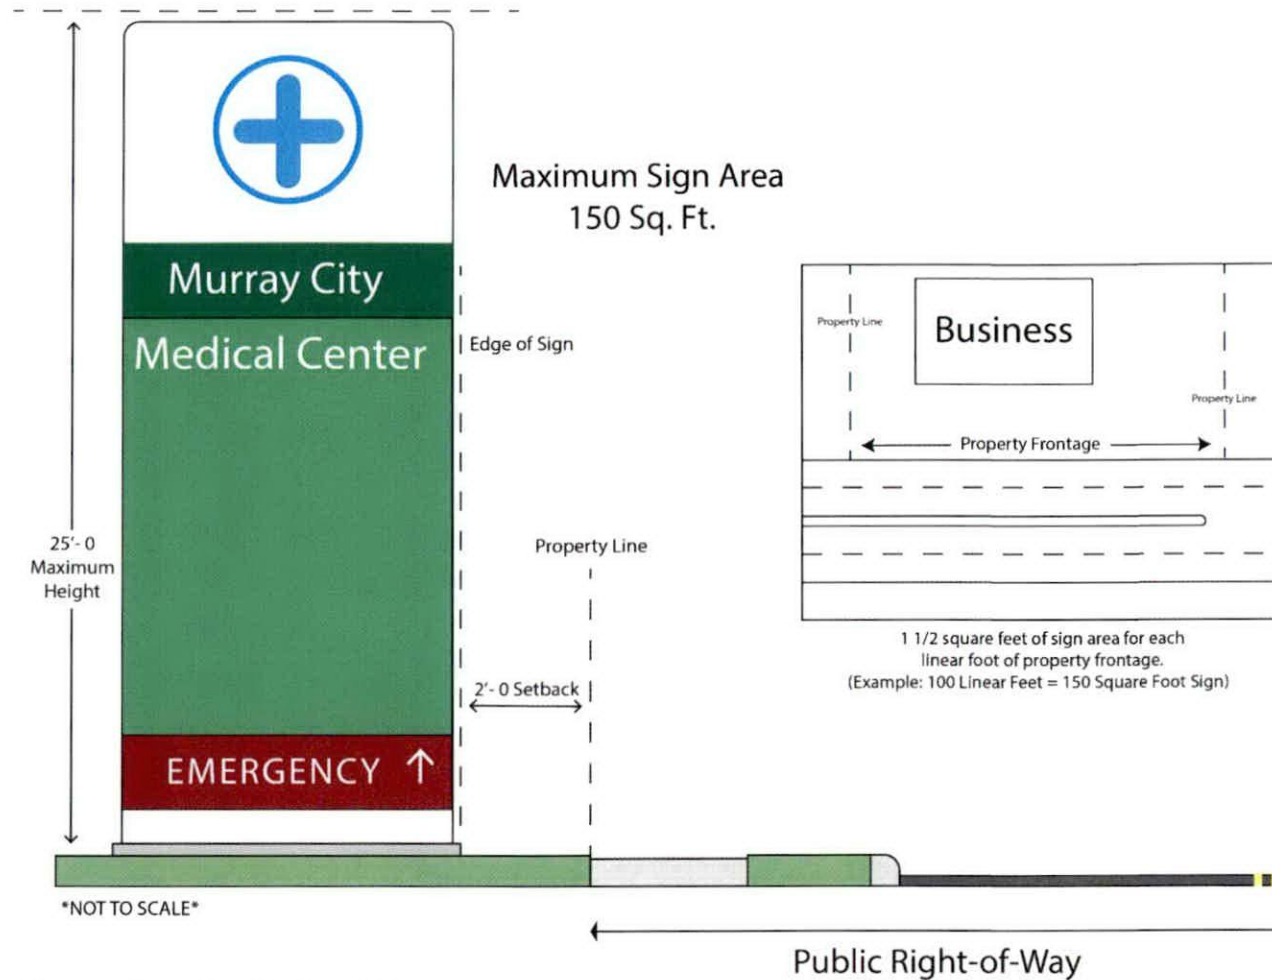 Maximum Sign Area
150 Sq. Ft.
Murray City
Medical Center
Edge of Sign
25'- 0
Maximum
Height
Property Line
2'- 0 Setback
EMERGENCY ↑
*NOT TO SCALE*
Property Line
Business
Property Line
Property Frontage
1 1/2 square feet of sign area for each
linear foot of property frontage.
(Example: 100 Linear Feet = 150 Square Foot Sign)
Public Right-of-Way